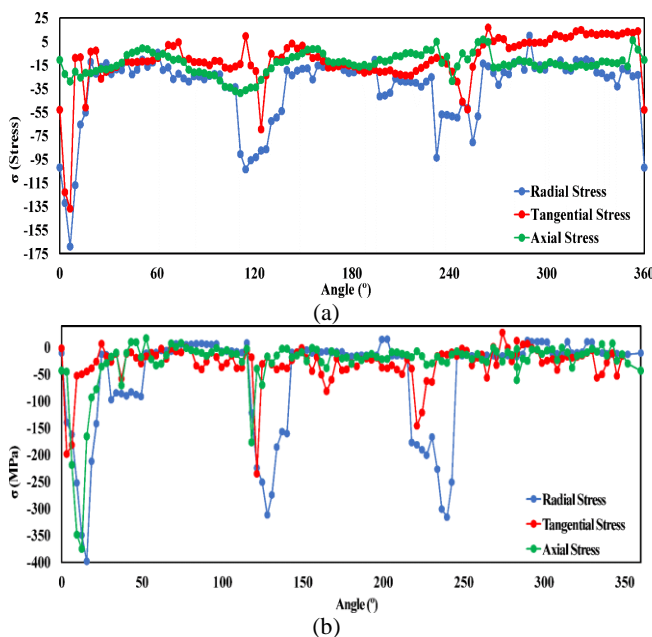 25
-15
-35
-55
-75
-95
-115
-135
-155
-175
σ (Stress)
Radial Stress
Tangential Stress
Axial Stress
0 60 120 180 240 300 360
Angle (º)
(a)
0
-50
-100
-150
-200
-250
-300
-350
-400
σ (MPa)
Radial Stress
Tangential Stress
Axial Stress
0 50 100 150 200 250 300 350
Angle (º)
(b)